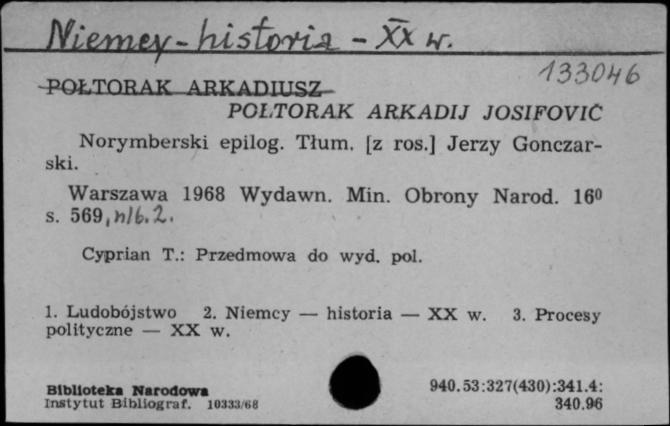 Niemcy - historia - XX w.
133046
POŁTORAK ARKADIUSZ
POŁTORAK ARKADIJ JOSIFOVIČ
Norymberski epilog. Tłum. [z ros.] Jerzy Gonczar-
ski.
Warszawa 1968 Wydawn. Min. Obrony Narod. 16⁰
s. 569, nlb. 2.
Cyprian T.: Przedmowa do wyd. pol.
1. Ludobójstwo 2. Niemcy — historia — XX w. 3. Procesy
polityczne — XX w.
Biblioteka Narodowa
Instytut Bibliograf. 10333/68
940.53:327(430):341.4:
340.96